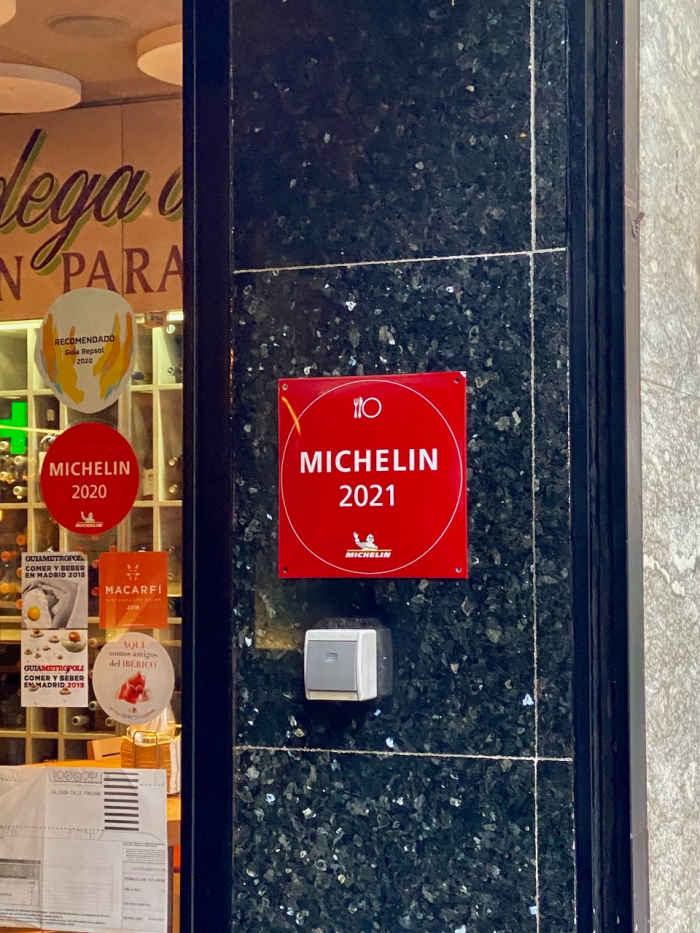 dega d
N PARA
RECOMENDADO
Guía Repsol
2020
MICHELIN
2020
MICHELIN
MICHELIN
2021
MICHELIN
GUIAMETROPOLI
COMER Y BEBER
EN MADRID 2018
GUIAMETROPOLI
COMER Y BEBER
EN MADRID 2019
MACARFI
2019
AQUÍ
somos amigos
del IBÉRICO